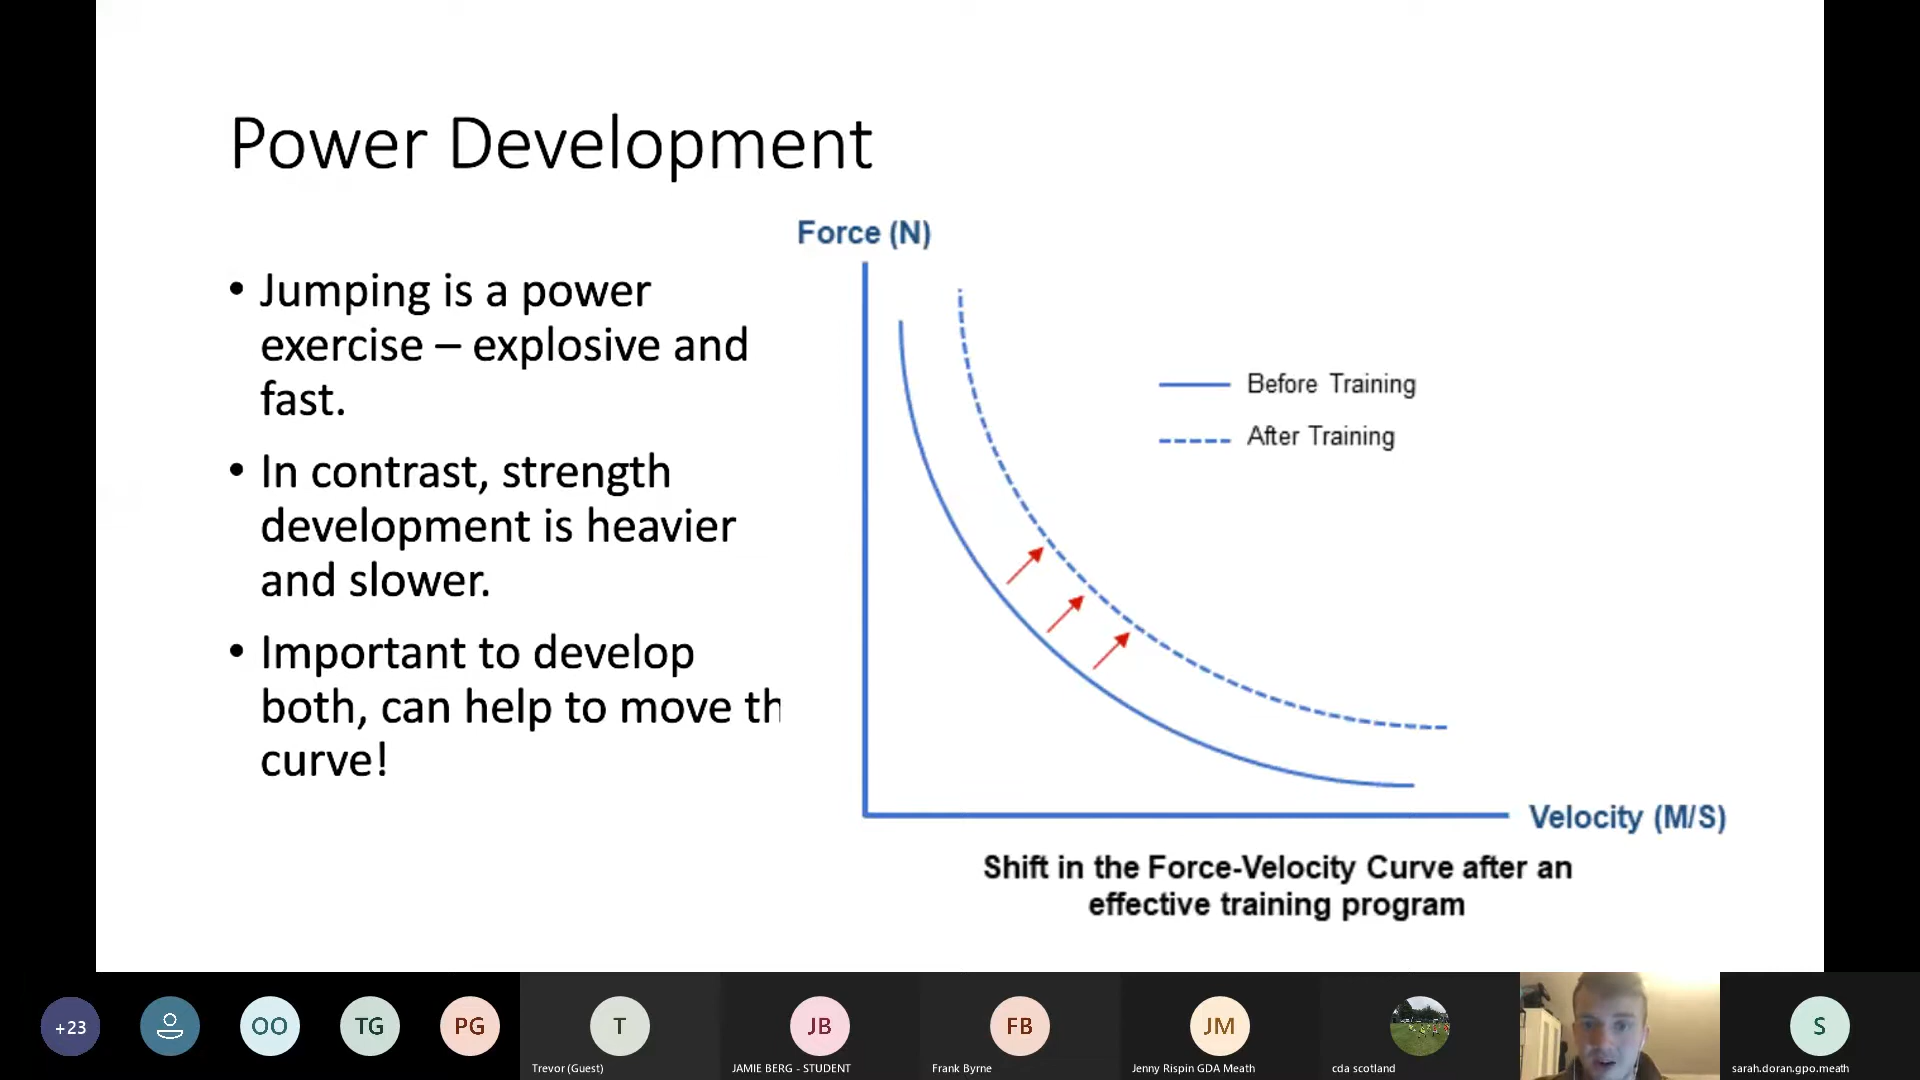 Power Development
Force (N)
• Jumping is a power
exercise – explosive and
fast.
• In contrast, strength
development is heavier
and slower.
• Important to develop
both, can help to move th
curve!
Before Training
After Training
Velocity (M/S)
Shift in the Force-Velocity Curve after an
effective training program
+23
OO
TG
PG
T
JB
FB
JM
S
Trevor (Guest)
JAMIE BERG - STUDENT
Frank Byrne
Jenny Rispin GDA Meath
cda scotland
sarah.doran.gpo.meath